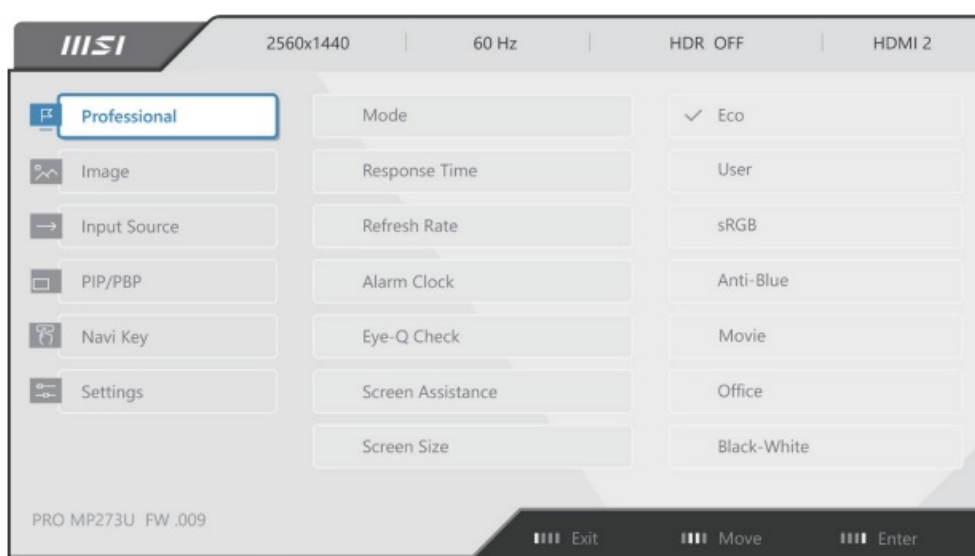 msi 2560x1440 60 Hz HDR OFF HDMI 2
Professional Mode ✓ Eco
Image Response Time User
Input Source Refresh Rate sRGB
PIP/PBP Alarm Clock Anti-Blue
Navi Key Eye-Q Check Movie
Settings Screen Assistance Office
Screen Size Black-White
PRO MP273U FW .009
Exit Move Enter